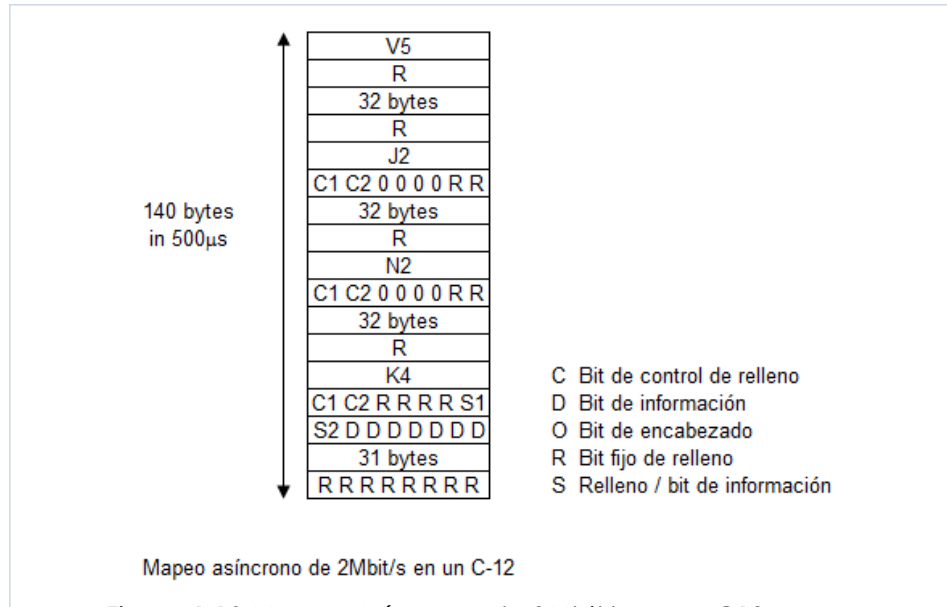 V5
R
32 bytes
R
J2
C1 C2 0 0 0 0 R R
32 bytes
R
N2
C1 C2 0 0 0 0 R R
32 bytes
R
K4
C1 C2 R R R R S1
S2 D D D D D D D
31 bytes
R R R R R R R R
140 bytes
in 500µs
C Bit de control de relleno
D Bit de información
O Bit de encabezado
R Bit fijo de relleno
S Relleno / bit de información
Mapeo asíncrono de 2Mbit/s en un C-12